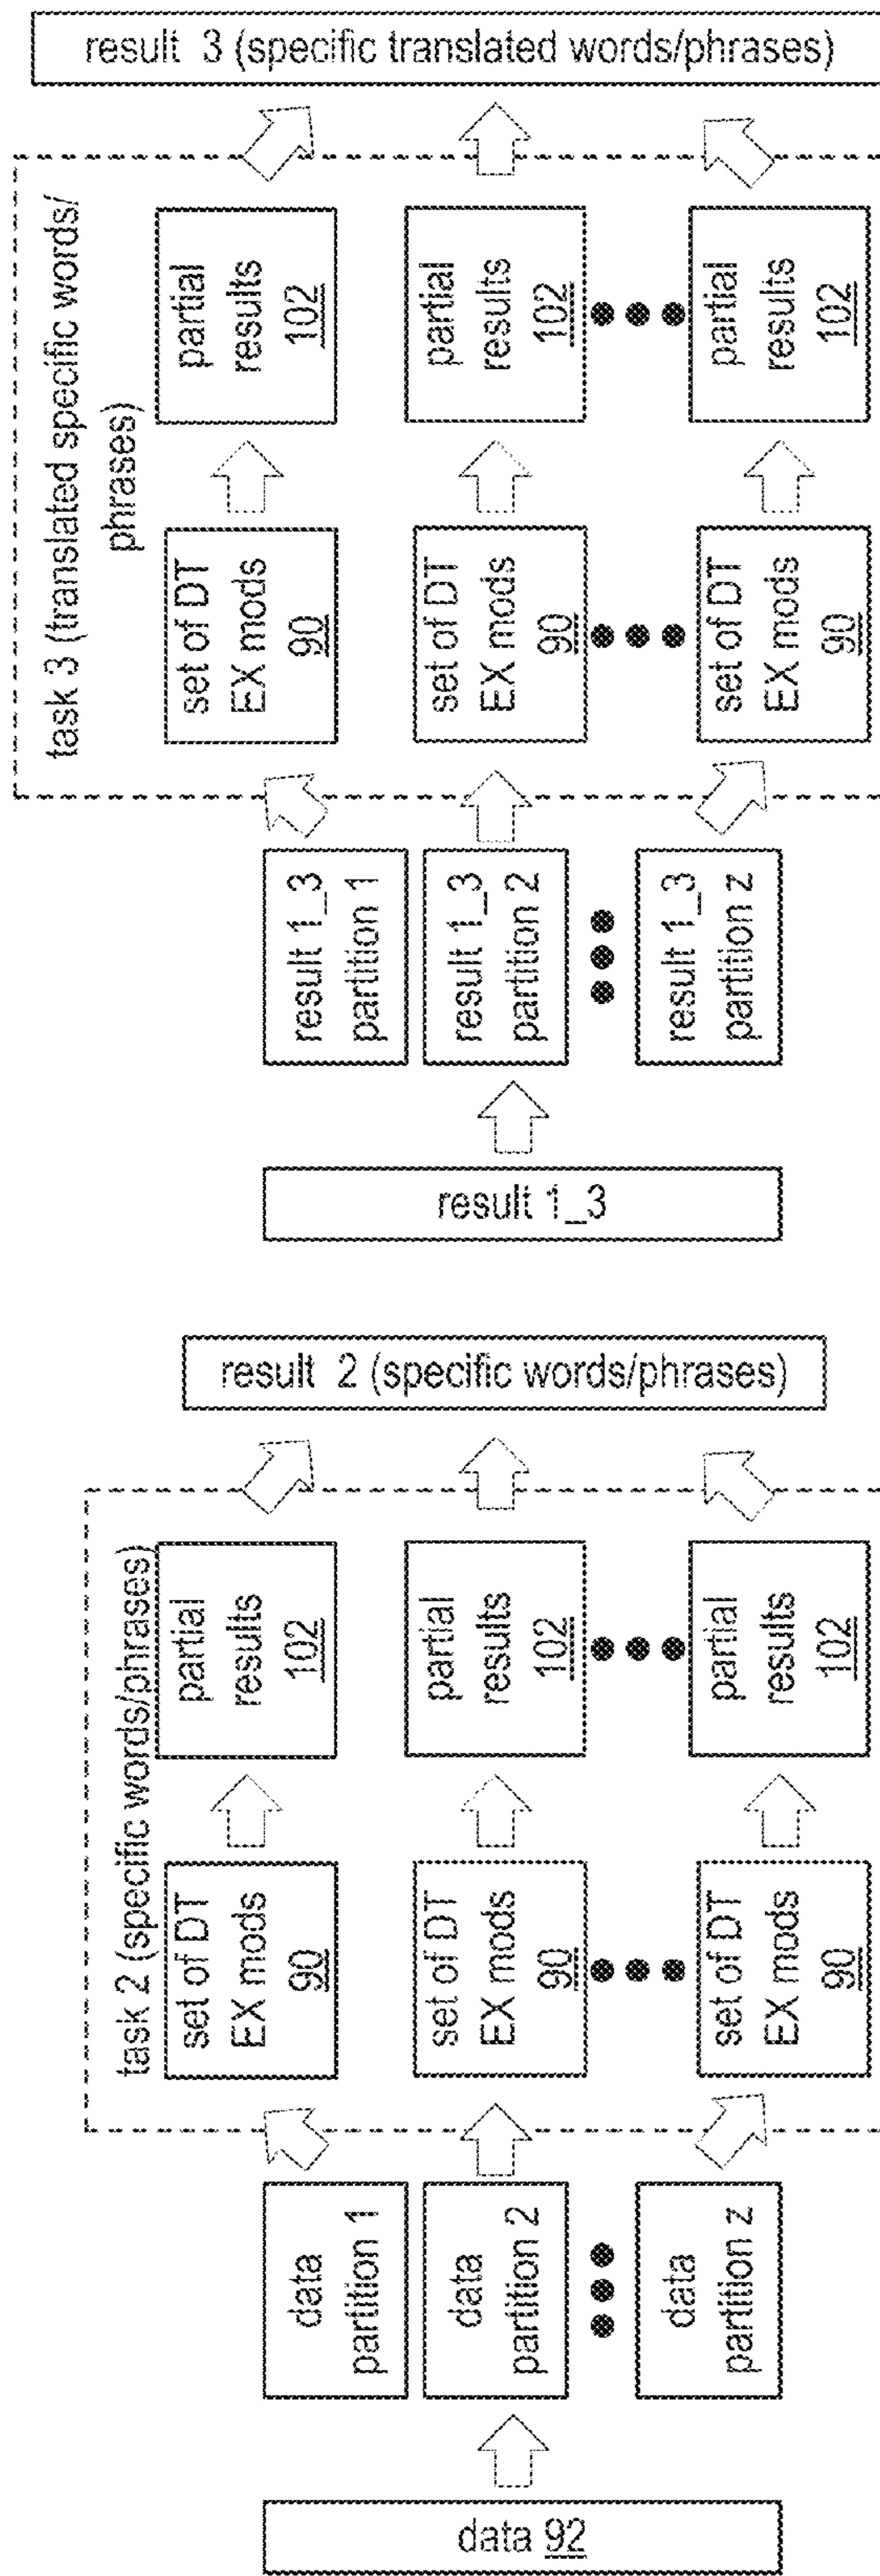 data 92
data
partition 1
data
partition 2
data
partition z
task 2 (specific words/phrases)
set of DT
EX mods
90
set of DT
EX mods
90
set of DT
EX mods
90
partial
results
102
partial
results
102
partial
results
102
result 2 (specific words/phrases)
result 1_3
result 1_3
partition 1
result 1_3
partition 2
result 1_3
partition z
task 3 (translated specific words/
phrases)
set of DT
EX mods
90
set of DT
EX mods
90
set of DT
EX mods
90
partial
results
102
partial
results
102
partial
results
102
result 3 (specific translated words/phrases)